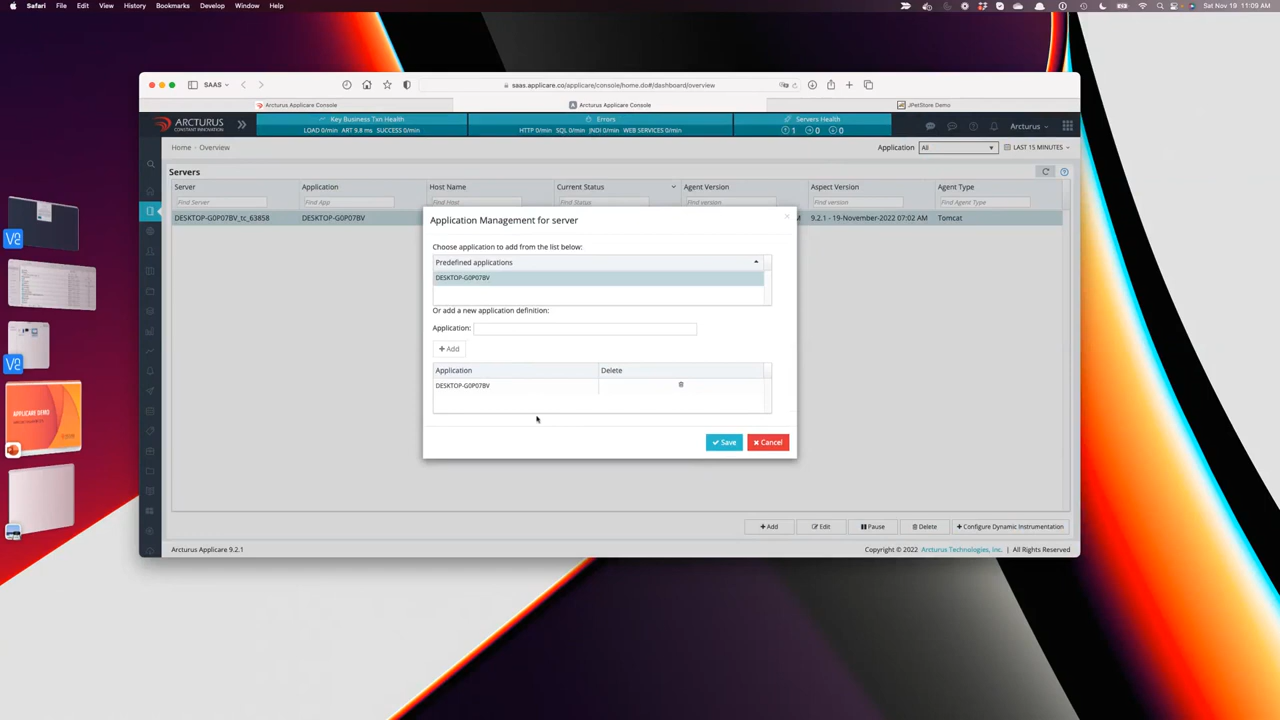 Safari File Edit View History Bookmarks Develop Window Help
Sat Nov 19 11:09 AM
SAAS
saas.applicare.co/applicare/console/home.do#/dashboard/overview
Arcturus Applicare Console
Arcturus Applicare Console
JPetStore Demo
ARCTURUS
CONSTANT INNOVATION
Key Business Txn Health
LOAD 0/min ART 9.8 ms SUCCESS 0/min
Errors
HTTP 0/min SQL 0/min JNDI 0/min WEB SERVICES 0/min
Servers Health
1 0 0
Arcturus
Home Overview
Application All LAST 15 MINUTES
Servers
Server Application Host Name Current Status Agent Version Aspect Version Agent Type
Find Server Find App Find Host Find Status Find version Find version Find Agent Type
DESKTOP-G0P07BV_tc_63858 DESKTOP-G0P07BV 9.2.1 - 19-November-2022 07:02 AM Tomcat
Application Management for server
Choose application to add from the list below:
Predefined applications
DESKTOP-G0P07BV
Or add a new application definition:
Application:
+ Add
Application Delete
DESKTOP-G0P07BV
Save Cancel
+ Add Edit Pause Delete + Configure Dynamic Instrumentation
Arcturus Applicare 9.2.1
Copyright © 2022 Arcturus Technologies, Inc. | All Rights Reserved
APPLICARE DEMO